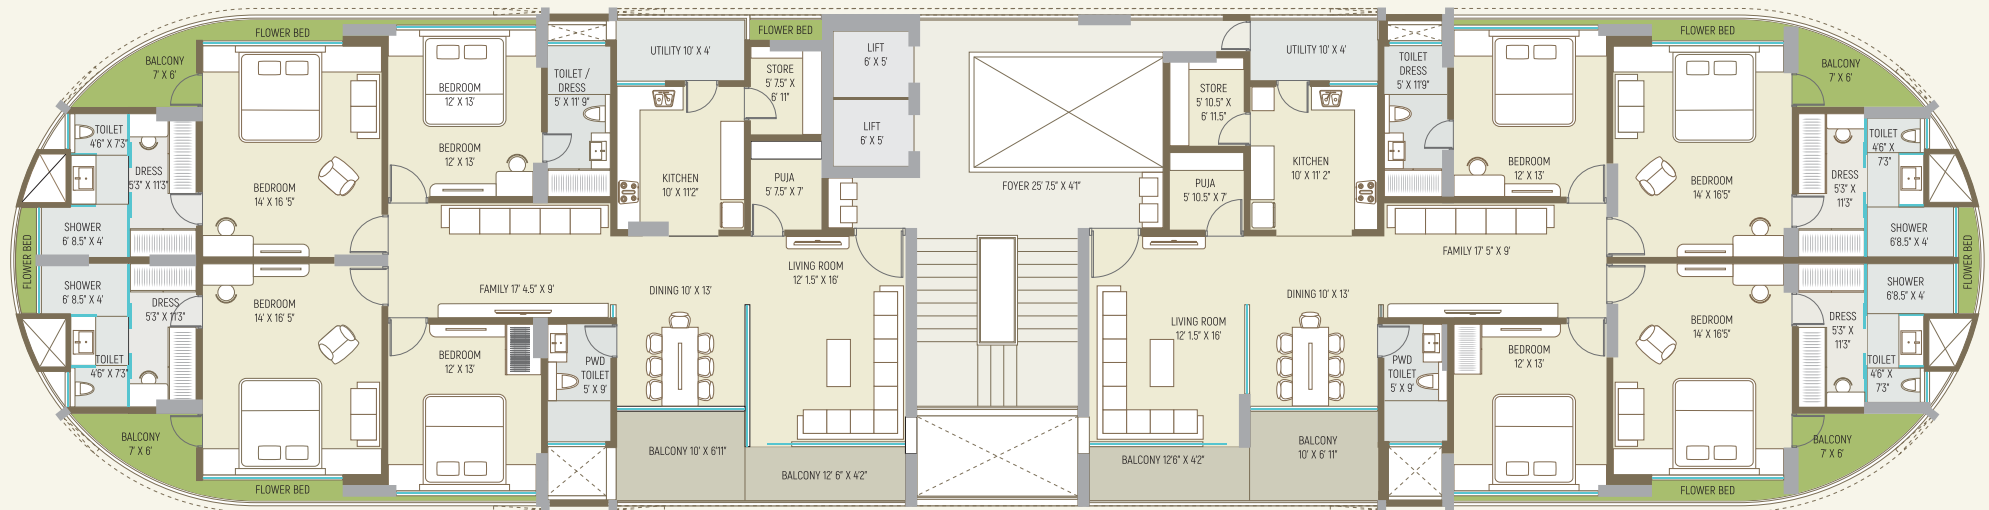 FLOWER BED
BALCONY
7' X 6'
TOILET
4'6" X 7'3"
DRESS
5'3" X 11'3"
SHOWER
6' 8.5" X 4'
FLOWER BED
SHOWER
6' 8.5" X 4'
DRESS
5'3" X 11'3"
TOILET
4'6" X 7'3"
BALCONY
7' X 6'
FLOWER BED
BEDROOM
14' X 16 '5"
BEDROOM
14' X 16' 5"
BEDROOM
12' X 13'
BEDROOM
12' X 13'
TOILET /
DRESS
5' X 11' 9"
UTILITY 10' X 4'
FLOWER BED
STORE
5' 7.5" X
6' 11"
KITCHEN
10' X 11'2"
PUJA
5' 7.5" X 7'
LIFT
6' X 5'
LIFT
6' X 5'
FAMILY 17' 4.5" X 9'
DINING 10' X 13'
LIVING ROOM
12' 1.5" X 16'
BEDROOM
12' X 13'
PWD
TOILET
5' X 9'
BALCONY 10' X 6'11"
BALCONY 12' 6" X 4'2"
FOYER 25' 7.5" X 4'1"
STORE
5' 10.5" X
6' 11.5"
PUJA
5' 10.5" X 7'
UTILITY 10' X 4'
KITCHEN
10' X 11' 2"
TOILET
DRESS
5' X 11'9"
BEDROOM
12' X 13'
FLOWER BED
BALCONY
7' X 6'
BEDROOM
14' X 16'5"
TOILET
4'6" X
7'3"
DRESS
5'3" X
11'3"
SHOWER
6'8.5" X 4'
FLOWER BED
FAMILY 17' 5" X 9'
DINING 10' X 13'
LIVING ROOM
12' 1.5" X 16'
BALCONY 12'6" X 4'2"
BALCONY
10' X 6' 11"
PWD
TOILET
5' X 9'
BEDROOM
12' X 13'
BEDROOM
14' X 16'5"
SHOWER
6'8.5" X 4'
DRESS
5'3" X
11'3"
TOILET
4'6" X
7'3"
BALCONY
7' X 6'
FLOWER BED